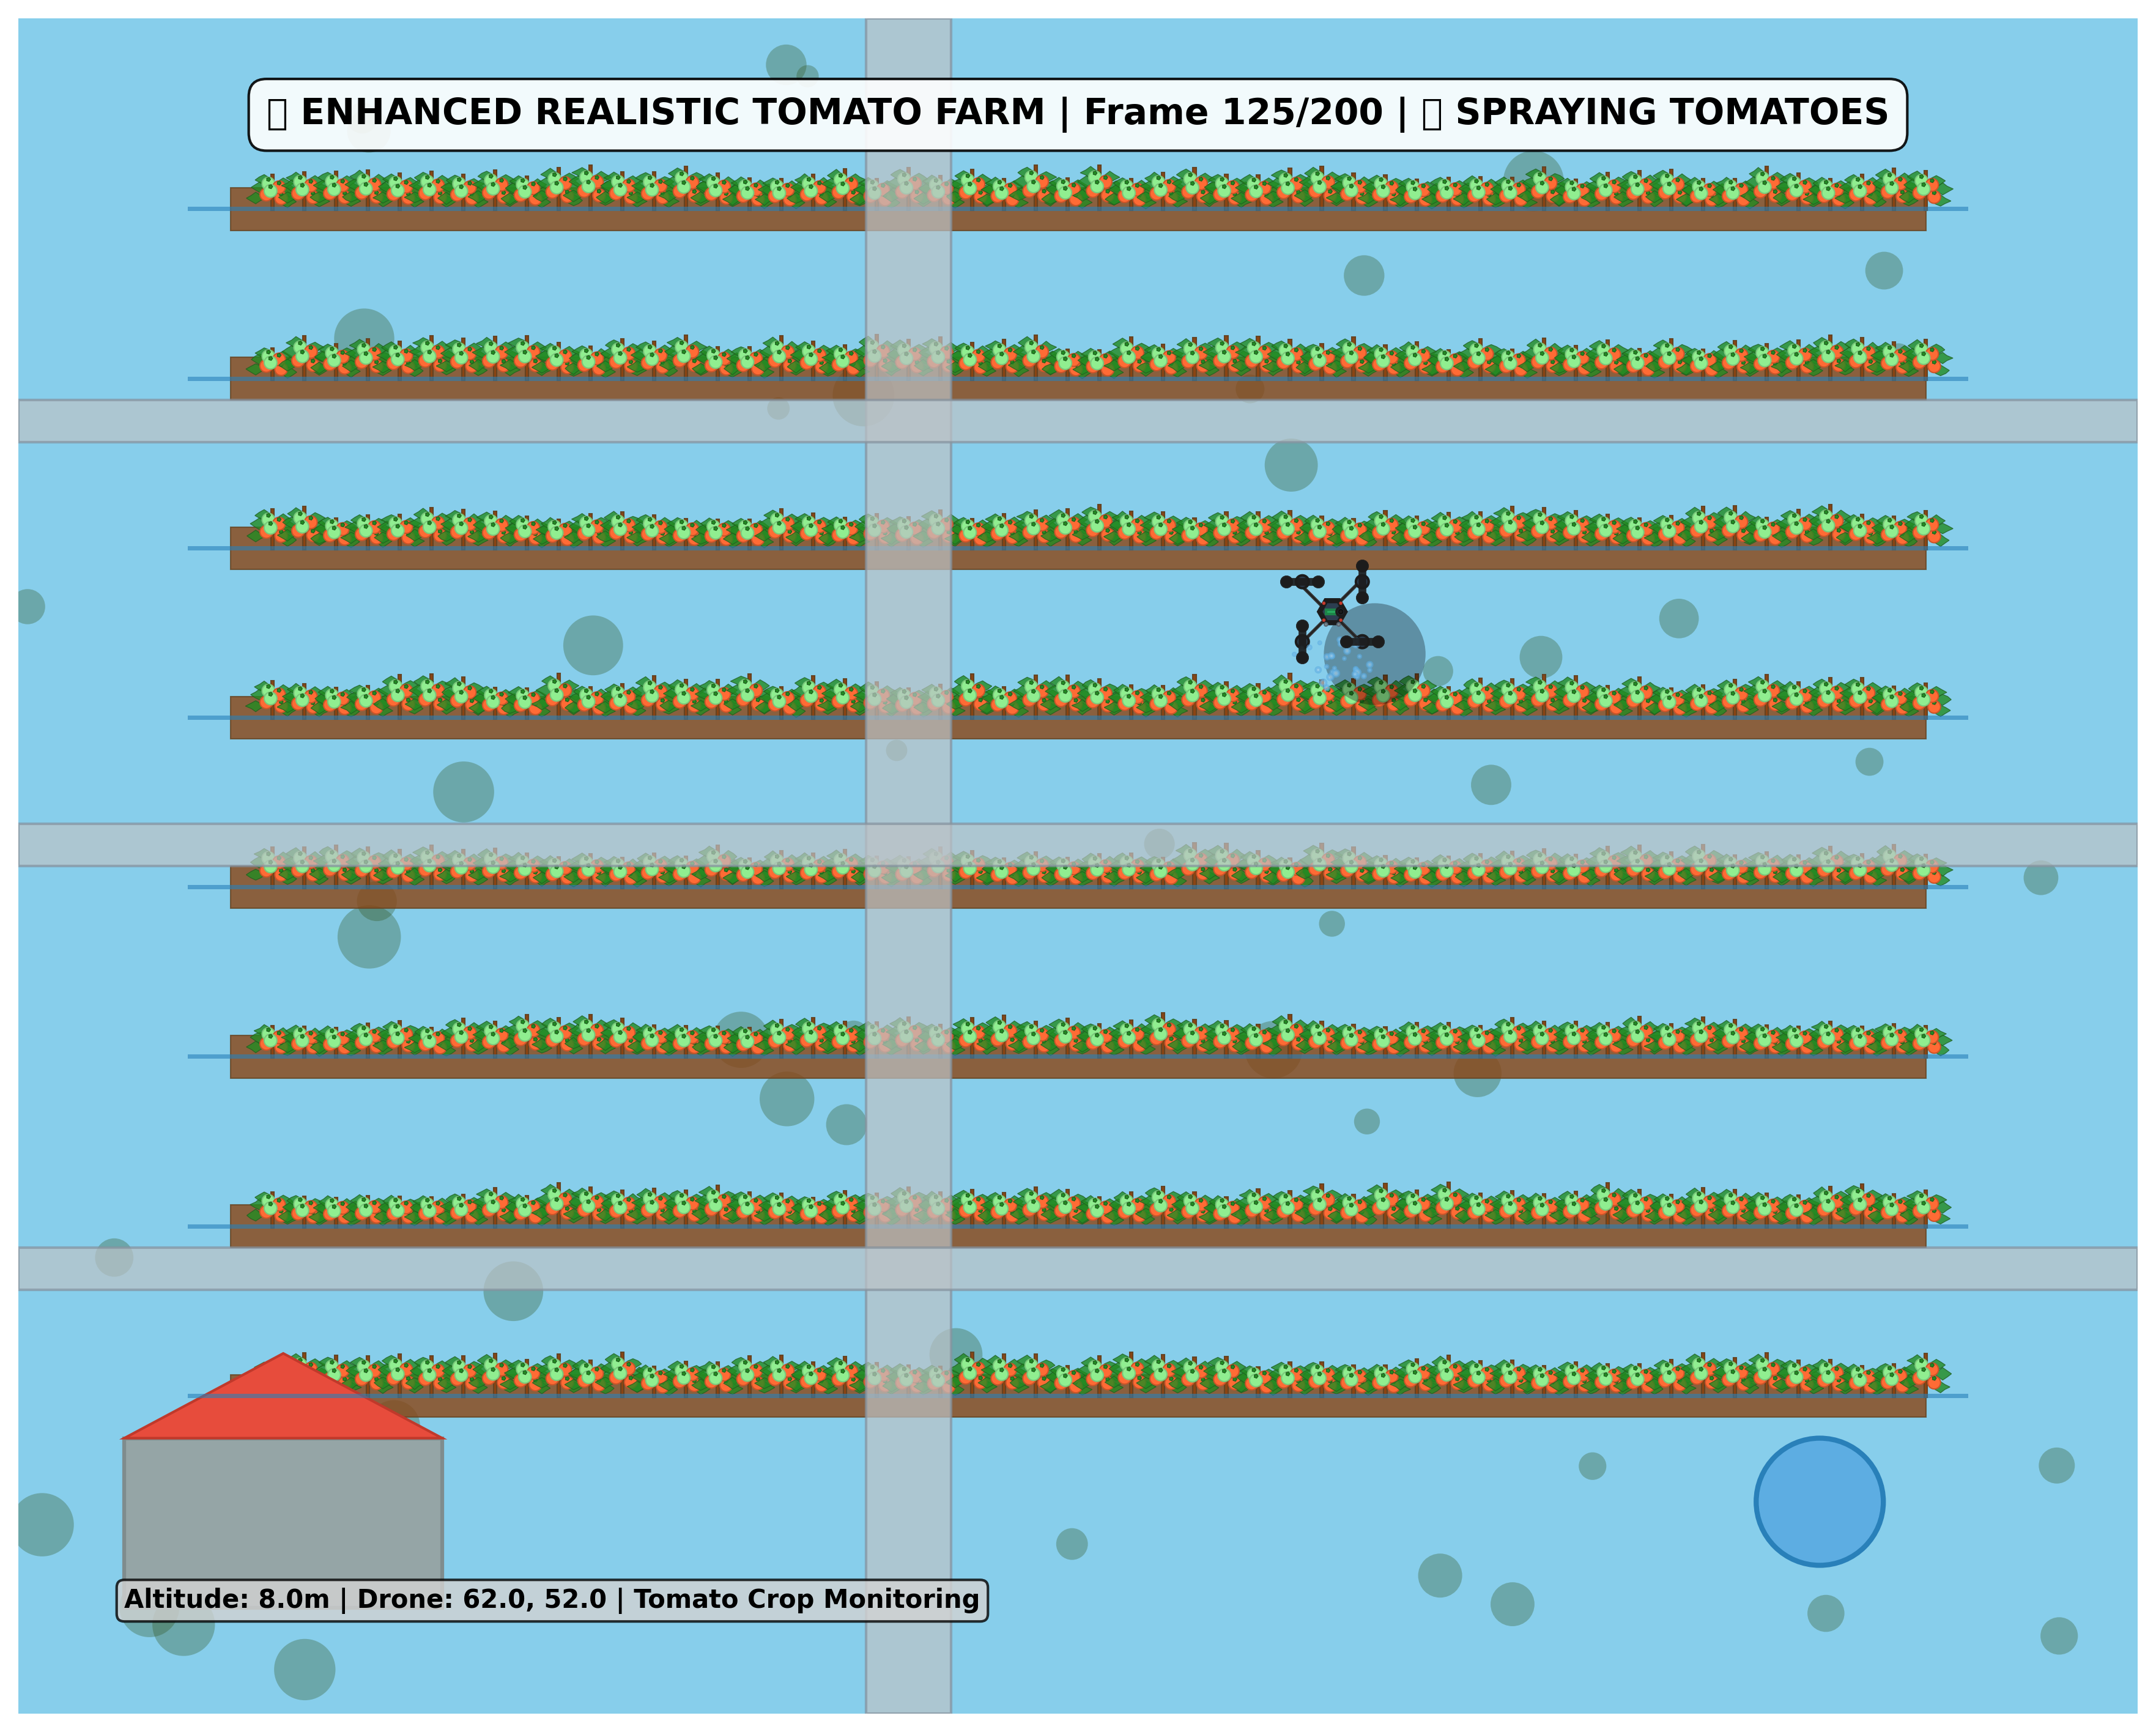 ▯ ENHANCED REALISTIC TOMATO FARM | Frame 125/200 | ▯ SPRAYING TOMATOES
Altitude: 8.0m | Drone: 62.0, 52.0 | Tomato Crop Monitoring